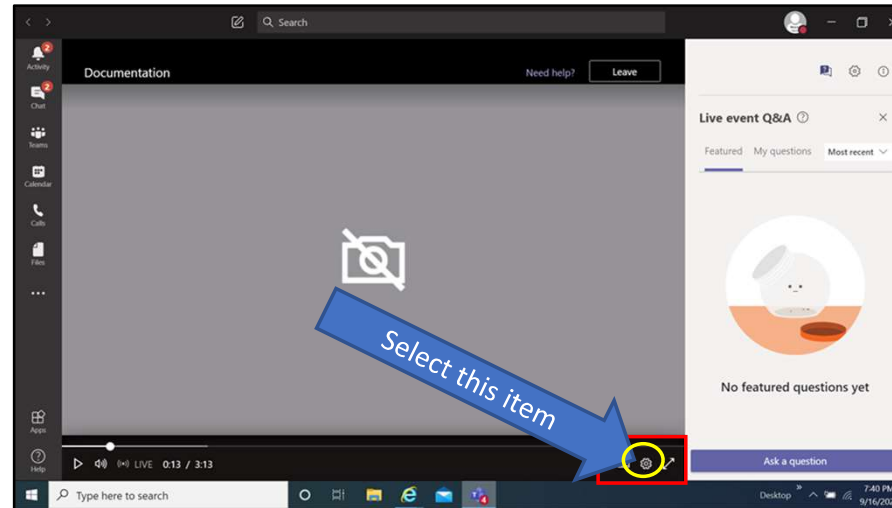 Search
2
Activity
2
Chat
Teams
Calendar
Calls
Files
Apps
Help
Documentation
Need help?
Leave
Select this item
LIVE 0:13 / 3:13
Live event Q&A
Featured My questions Most recent
No featured questions yet
Ask a question
Type here to search
Desktop
7:40 PM